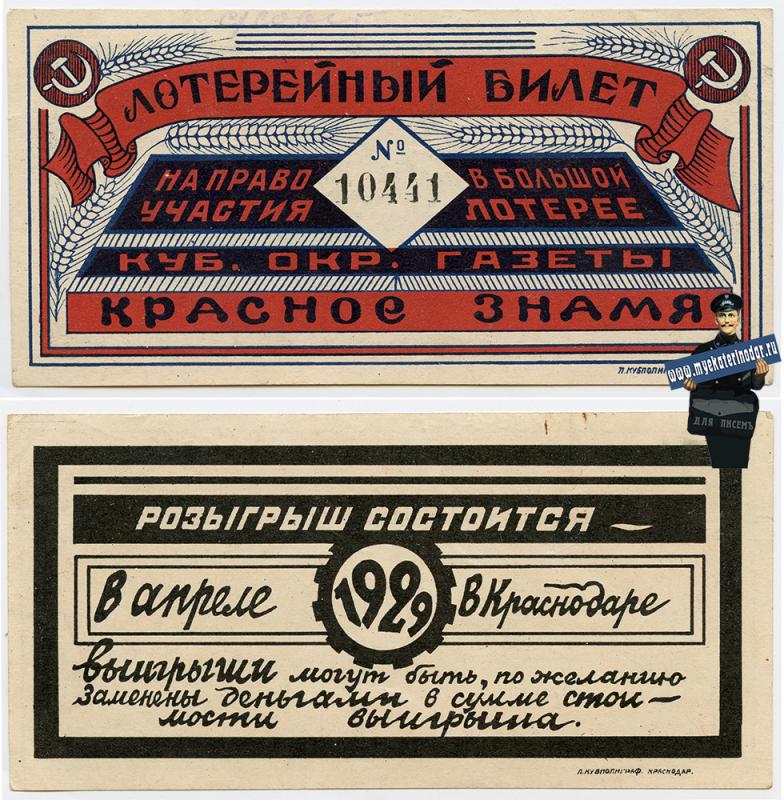 ЛОТЕРЕЙНЫЙ БИЛЕТ
№
10441
НА ПРАВО В БОЛЬШОЙ
УЧАСТИЯ ЛОТЕРЕЕ
КУБ. ОКР. ГАЗЕТЫ
КРАСНОЕ ЗНАМЯ
www.myekaterinodar.ru
ДЛЯ ПИСЕМЪ
РОЗЫГРЫШ СОСТОИТСЯ —
В апреле 1929 В Краснодаре
выигрыши могут быть, по желанию
заменены деньгами в сумме стои-
мости выигрыша.
Л. КУБПОЛИГРАФ. КРАСНОДАР.